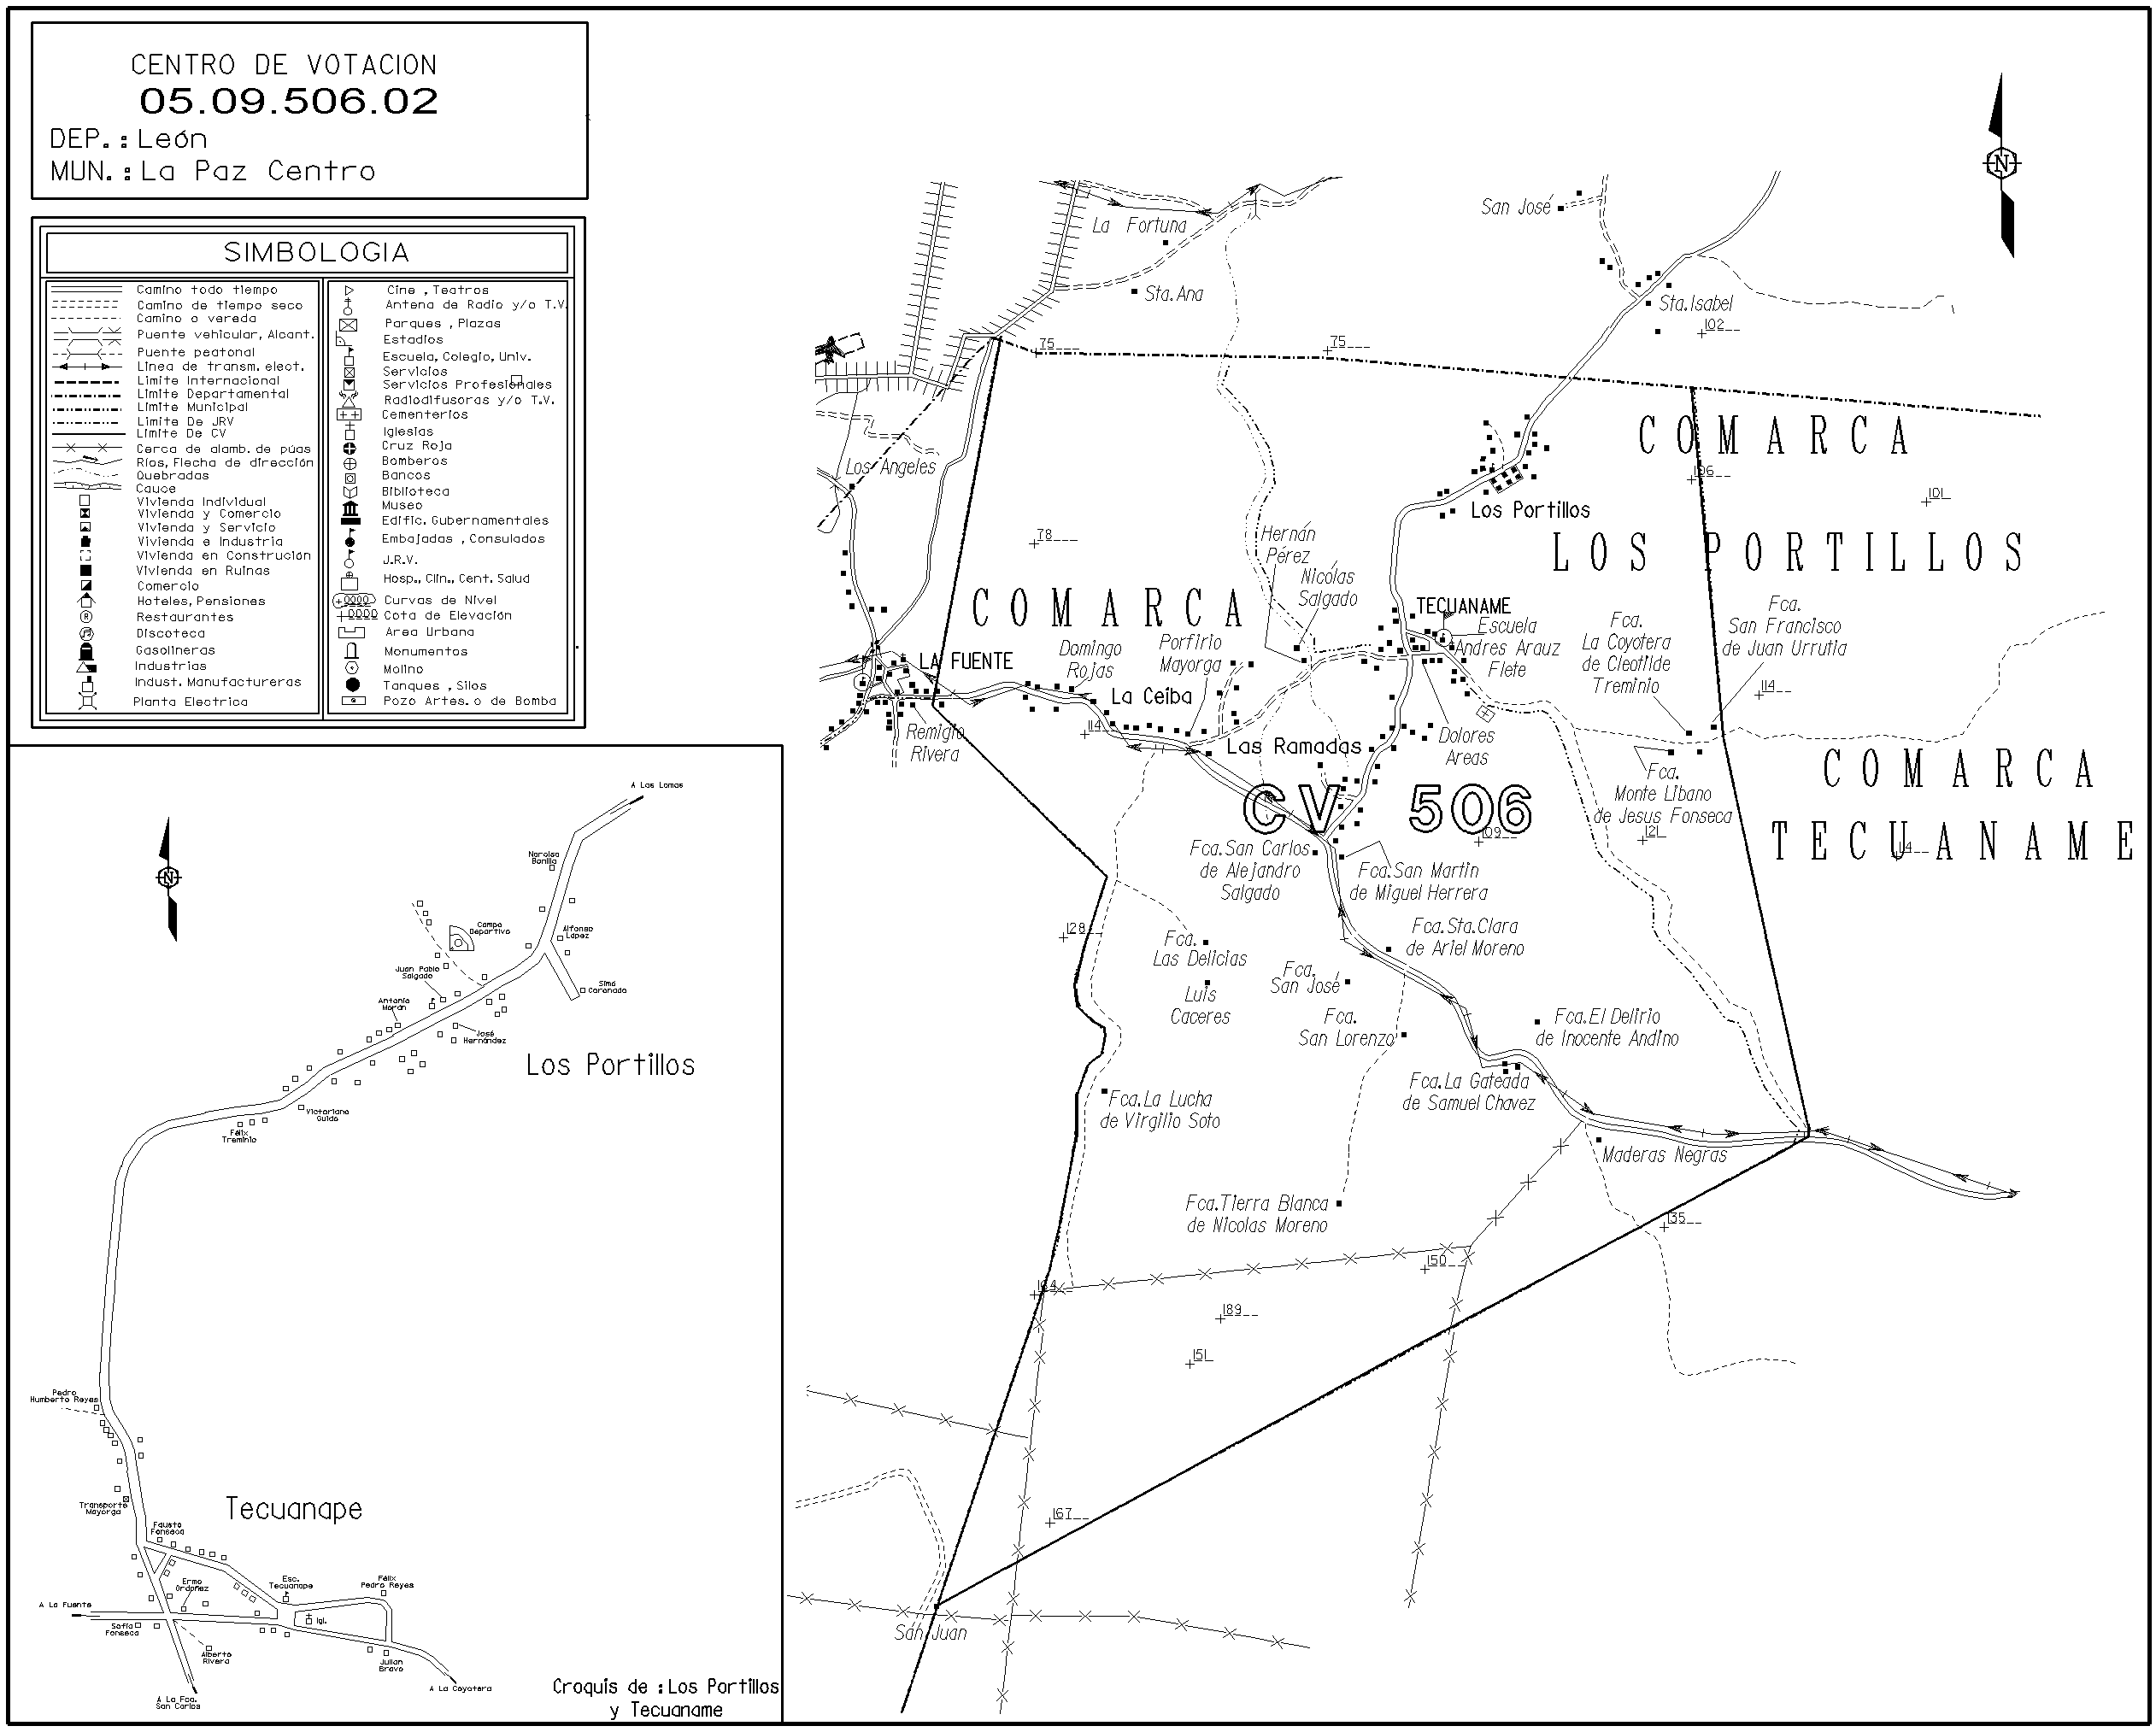 CENTRO DE VOTACION
05.09.506.02
DEP.:León
MUN.:La Paz Centro
SIMBOLOGIA
Camino todo tiempo
Camino de tiempo seco
Camino o vereda
Puente vehicular, Alcant.
Puente peatonal
Linea de transm. elect.
Limite Internacional
Limite Departamental
Limite Municipal
Limite De JRV
Limite De CV
Cerca de alamb. de púas
Ríos, Flecha de dirección
Quebradas
Cauce
Vivienda Individual
Vivienda y Comercio
Vivienda y Servicio
Vivienda e Industria
Vivienda en Construción
Vivienda en Ruinas
Comercio
Hoteles, Pensiones
Restaurantes
Discoteca
Gasolineras
Industrias
Indust. Manufactureras
Planta Electrica
Cine , Teatros
Antena de Radio y/o T.V.
Parques , Plazas
Estadios
Escuela, Colegio, Univ.
Servicios
Servicios Profesionales
Radiodifusoras y/o T.V.
Cementerios
Iglesias
Cruz Roja
Bomberos
Bancos
Biblioteca
Museo
Edific. Gubernamentales
Embajadas , Consulados
J.R.V.
Hosp., Clin., Cent. Salud
Curvas de Nivel
Cota de Elevación
Area Urbana
Monumentos
Molino
Tanques , Silos
Pozo Artes. o de Bomba
N
La Fortuna
Sta. Ana
San José
Sta. Isabel
102
75
75
COMARCA
LOS PORTILLOS
106
101
Los Angeles
Los Portillos
78
Hernán
Pérez
Nicolás
Salgado
COMARCA
TECUANAME
Escuela
Andres Arauz
Flete
Fca.
La Coyotera
de Cleotilde
Treminio
Fca.
San Francisco
de Juan Urrutia
114
LA FUENTE
Domingo
Rojas
Porfirio
Mayorga
La Ceiba
114
Remigio
Rivera
Las Ramadas
Dolores
Areas
CV 506
109
Fca.
Monte Libano
de Jesus Fonseca
121
COMARCA
TECUANAME
Fca. San Carlos
de Alejandro
Salgado
Fca. San Martin
de Miguel Herrera
Fca. Sta. Clara
de Ariel Moreno
128
Fca.
Las Delicias
Luis
Caceres
Fca.
San José
Fca.
San Lorenzo
Fca. El Delirio
de Inocente Andino
Fca. La Gateada
de Samuel Chavez
Fca. La Lucha
de Virgilio Soto
Maderas Negras
Fca. Tierra Blanca
de Nicolas Moreno
135
150
164
189
151
167
San Juan
A Las Lomas
N
Narcisa
Bonilla
Campo
Deportivo
Alfonso
López
Juan Pablo
Salgado
Antonia
Morán
José
Hernández
Los Portillos
Victoriano
Guido
Félix
Treminio
Pedro
Humberto Reyes
Transporte
Mayorga
Tecuanape
Fausto
Fonseca
Ermo
Ordoñez
Esc.
Tecuanape
Félix
Pedro Reyes
A La Fuente
Igl.
Sofía
Fonseca
Alberto
Rivera
Julian
Bravo
A La Coyotera
A La Fca.
San Carlos
Croquis de :Los Portillos
y Tecuaname